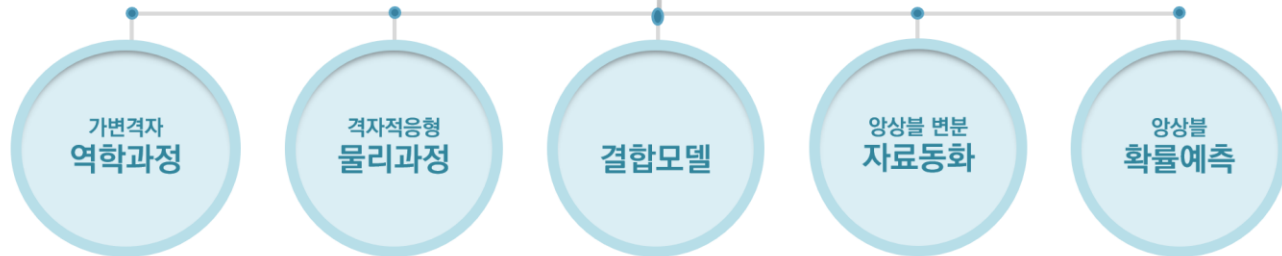 가변격자
역학과정
격자적응형
물리과정
결합모델
앙상블 변분
자료동화
앙상블
확률예측